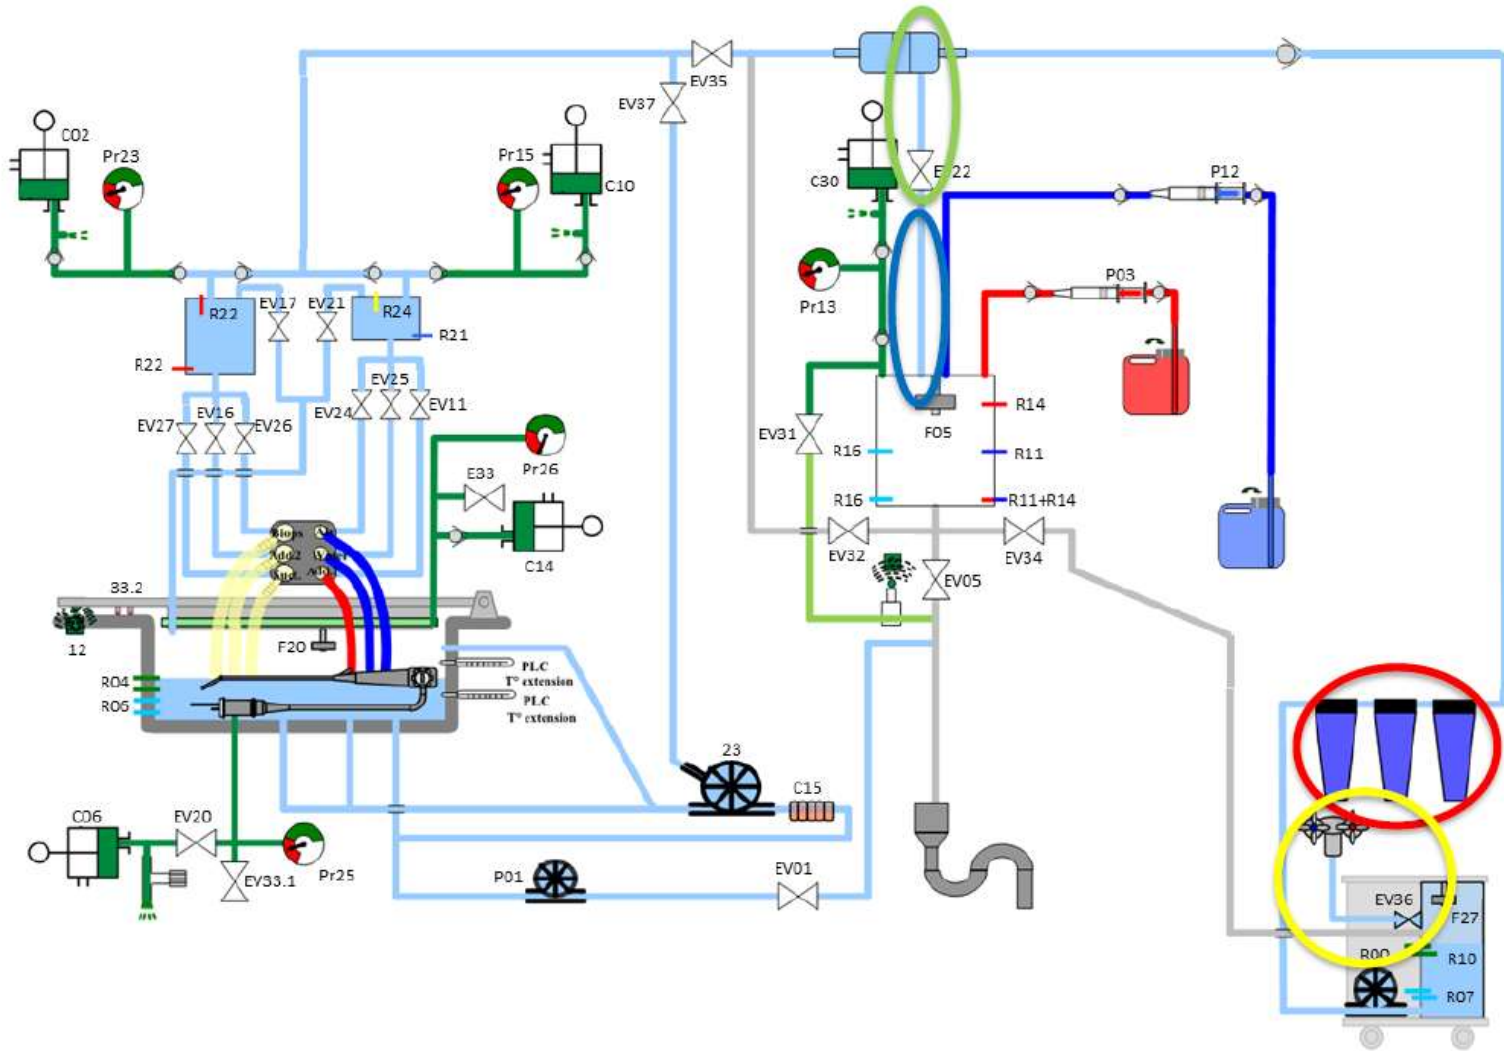 EV35
EV37
C02
Pr23
Pr15
C10
C30
P12
P03
Pr13
R22
EV17
EV21
R24
R21
R22
EV25
EV16
EV24
EV11
EV27
EV26
EV31
R14
F05
R16
R11
Pr26
E33
R16
R11+R14
Biops
Add2
EV32
EV34
C14
EV05
33.2
12
F20
R04
R06
PLC
T° extension
PLC
T° extension
23
C15
C06
EV20
Pr25
EV33.1
P01
EV01
EV36
F27
R10
R07